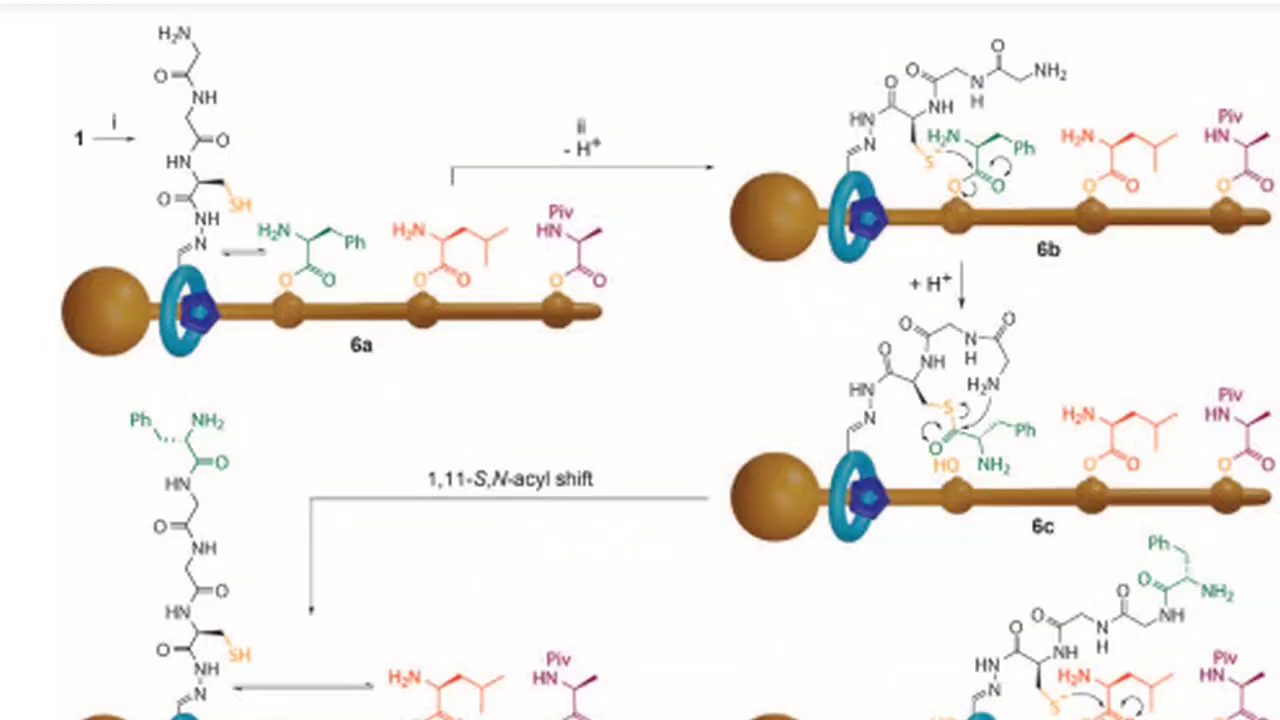 H₂N
O
NH
1 i
O
HN
O
SH
NH
N
H₂N
Ph
O
O
H₂N
O
O
Piv
HN
O
O
6a
ii
- H⁺
O
O
NH₂
O
N
H
NH
HN
N
S⁻
H₂N
Ph
O
O
H₂N
O
O
Piv
HN
O
O
6b
+ H⁺
O
O
O
N
H
NH
HN
N
H₂N
S
O
Ph
NH₂
HO
H₂N
O
O
Piv
HN
O
O
6c
1,11-S,N-acyl shift
Ph
NH₂
O
HN
O
NH
O
HN
O
SH
NH
N
H₂N
Piv
HN
Ph
O
NH₂
O
O
NH
O
N
H
NH
HN
N
S⁻
H₂N
Piv
HN